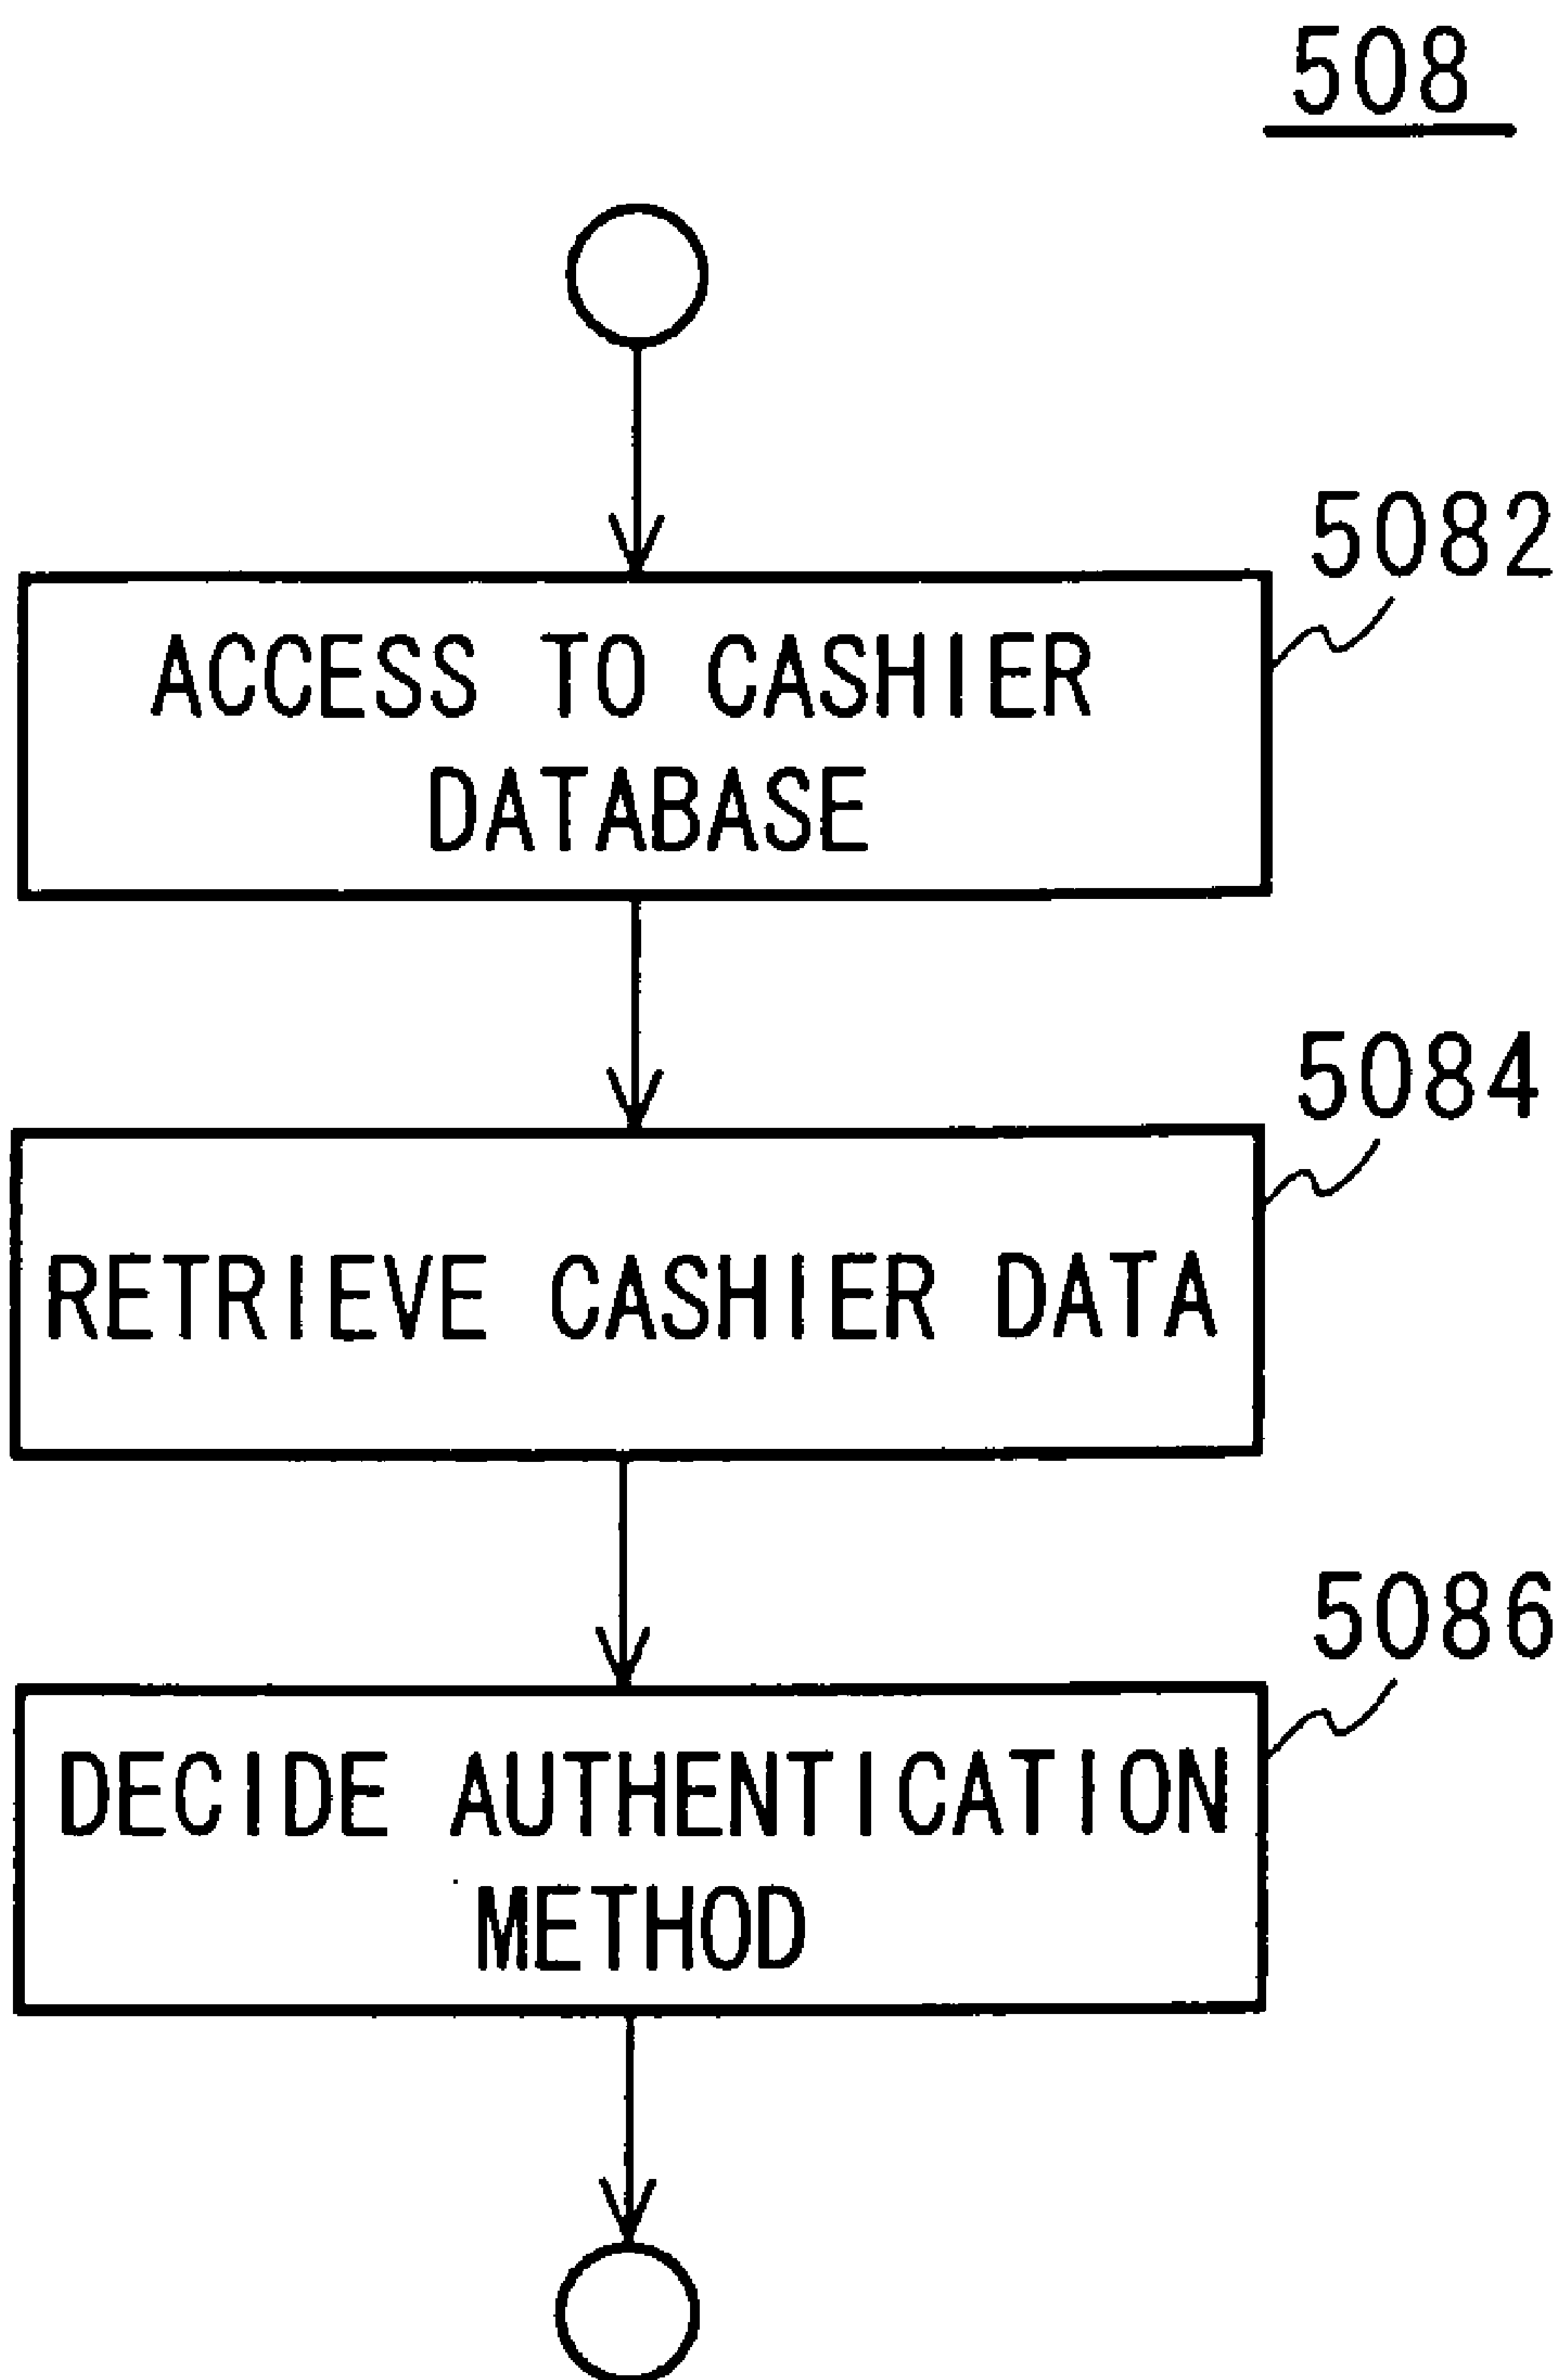 508
5082
ACCESS TO CASHIER
DATABASE
5084
RETRIEVE CASHIER DATA
5086
DECIDE AUTHENTICATION
METHOD